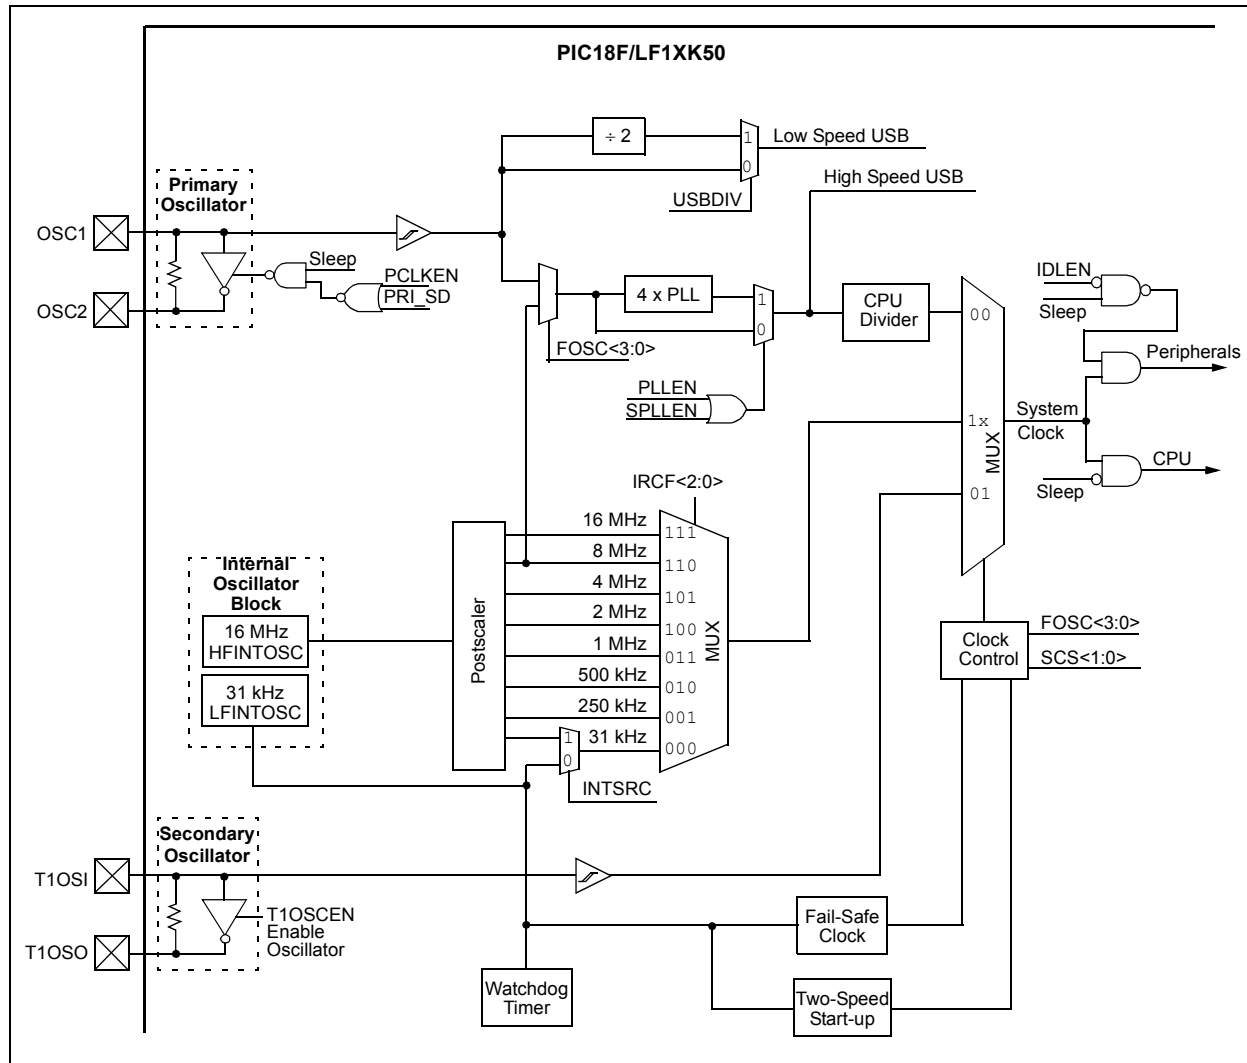 PIC18F/LF1XK50
÷ 2
1
0
Low Speed USB
USBDIV
High Speed USB
Primary
Oscillator
OSC1
OSC2
Sleep
PCLKEN
PRI_SD
4 x PLL
1
0
FOSC<3:0>
PLLEN
SPLLEN
CPU
Divider
00
1x
01
MUX
IDLEN
Sleep
Peripherals
System
Clock
CPU
Sleep
IRCF<2:0>
Internal
Oscillator
Block
16 MHz
HFINTOSC
31 kHz
LFINTOSC
Postscaler
16 MHz
111
8 MHz
110
4 MHz
101
2 MHz
100
1 MHz
011
500 kHz
010
250 kHz
001
1
0
31 kHz
000
MUX
INTSRC
Clock
Control
FOSC<3:0>
SCS<1:0>
Secondary
Oscillator
T1OSI
T1OSO
T1OSCEN
Enable
Oscillator
Fail-Safe
Clock
Watchdog
Timer
Two-Speed
Start-up